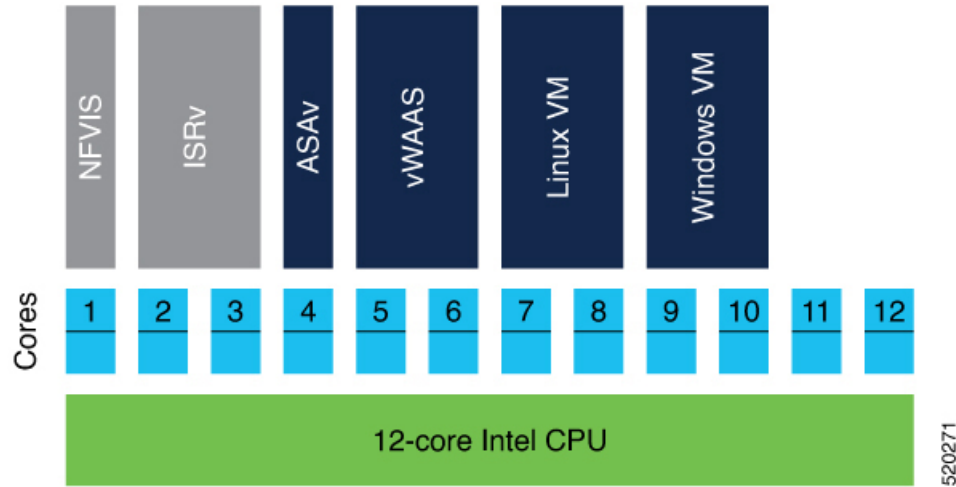 NFVIS
ISRv
ASAv
vWAAS
Linux VM
Windows VM
Cores
1 2 3 4 5 6 7 8 9 10 11 12
12-core Intel CPU
520271